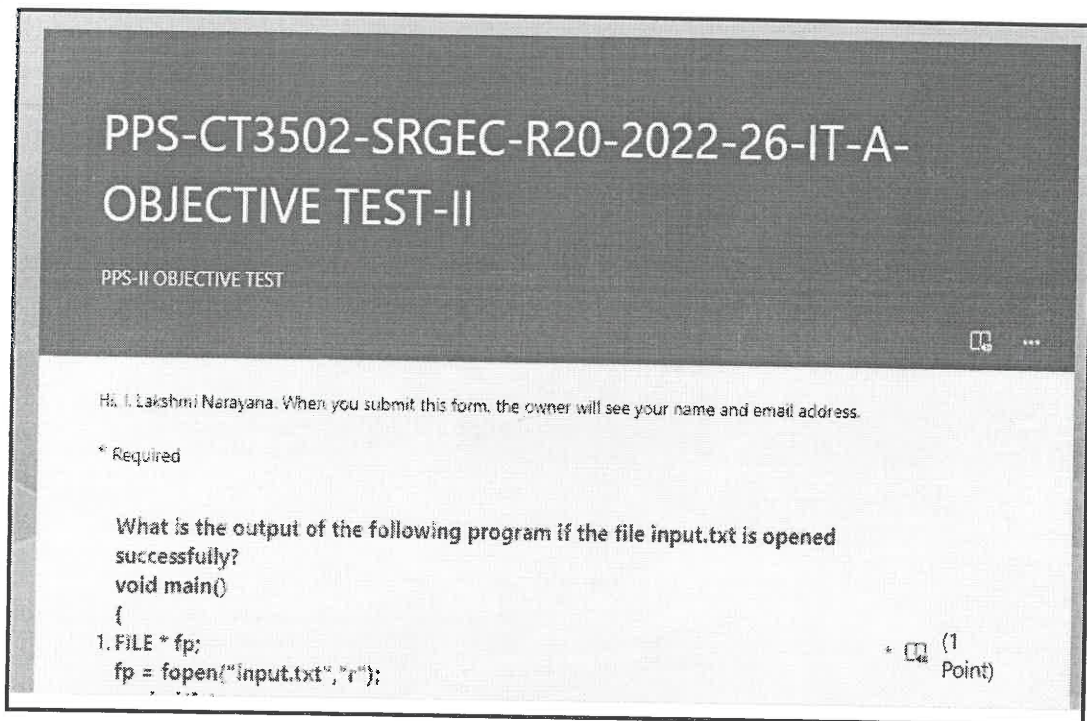 PPS-CT3502-SRGEC-R20-2022-26-IT-A-
OBJECTIVE TEST-II
PPS-II OBJECTIVE TEST
Hi, I. Lakshmi Narayana. When you submit this form, the owner will see your name and email address.
* Required
What is the output of the following program if the file input.txt is opened
successfully?
void main()
{
1. FILE * fp;
fp = fopen("input.txt","r");
* (1
Point)